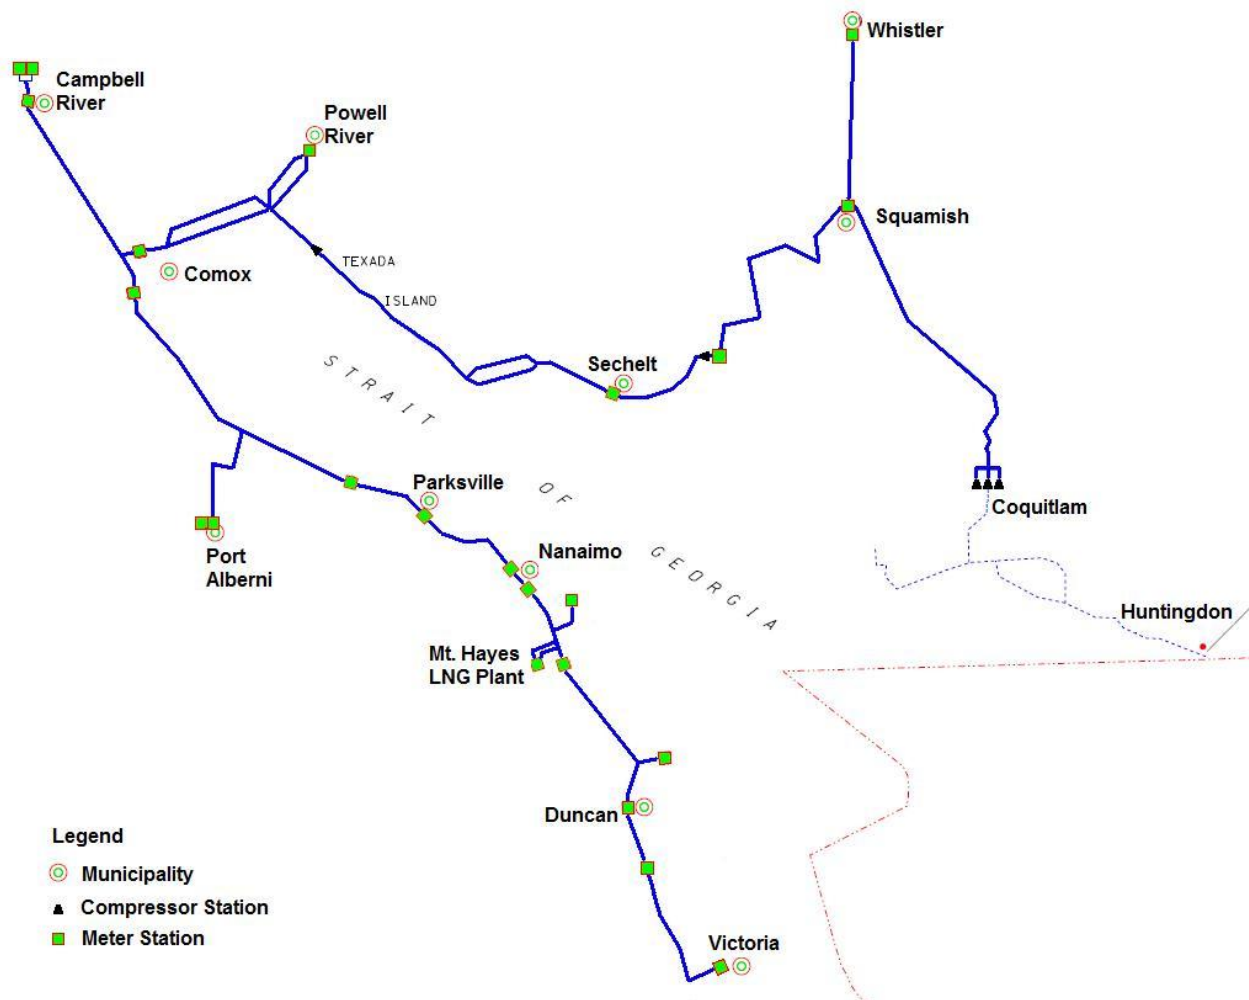 Whistler
Campbell
River
Powell
River
Squamish
Comox
TEXADA
ISLAND
Sechelt
STRAIT
OF
GEORGIA
Parksville
Coquitlam
Port
Alberni
Nanaimo
Huntingdon
Mt. Hayes
LNG Plant
Duncan
Victoria
Legend
Municipality
Compressor Station
Meter Station